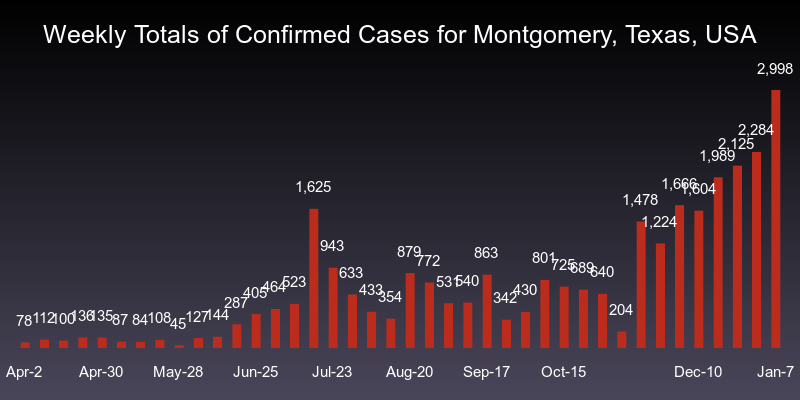 Weekly Totals of Confirmed Cases for Montgomery, Texas, USA
78 112 100 136 135 87 84 108 45 127 144 287 405 464 523 1,625 943 633 433 354 879 772 531 540 863 342 430 801 725 689 640 204 1,478 1,224 1,666 1,604 1,989 2,125 2,284 2,998
Apr-2 Apr-30 May-28 Jun-25 Jul-23 Aug-20 Sep-17 Oct-15 Dec-10 Jan-7